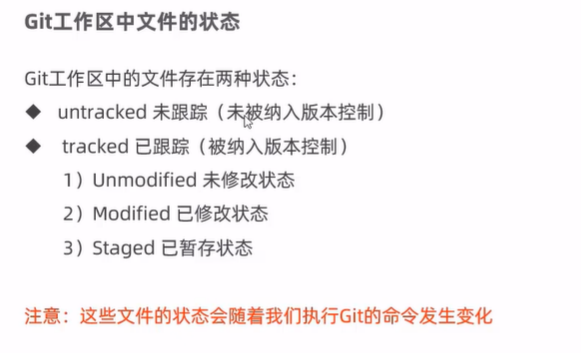 Git工作区中文件的状态
Git工作区中的文件存在两种状态：
◆ untracked 未跟踪（未被纳入版本控制）
◆ tracked 已跟踪（被纳入版本控制）
1）Unmodified 未修改状态
2）Modified 已修改状态
3）Staged 已暂存状态
注意：这些文件的状态会随着我们执行Git的命令发生变化